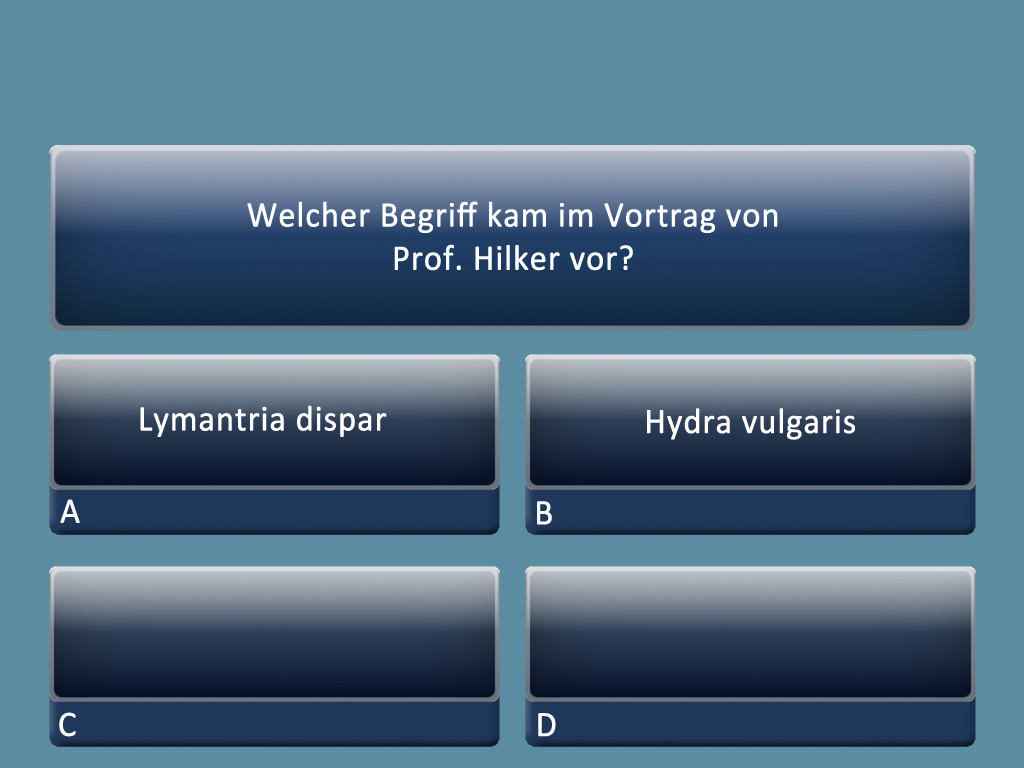 Welcher Begriff kam im Vortrag von
Prof. Hilker vor?
Lymantria dispar
Hydra vulgaris
A
B
C
D